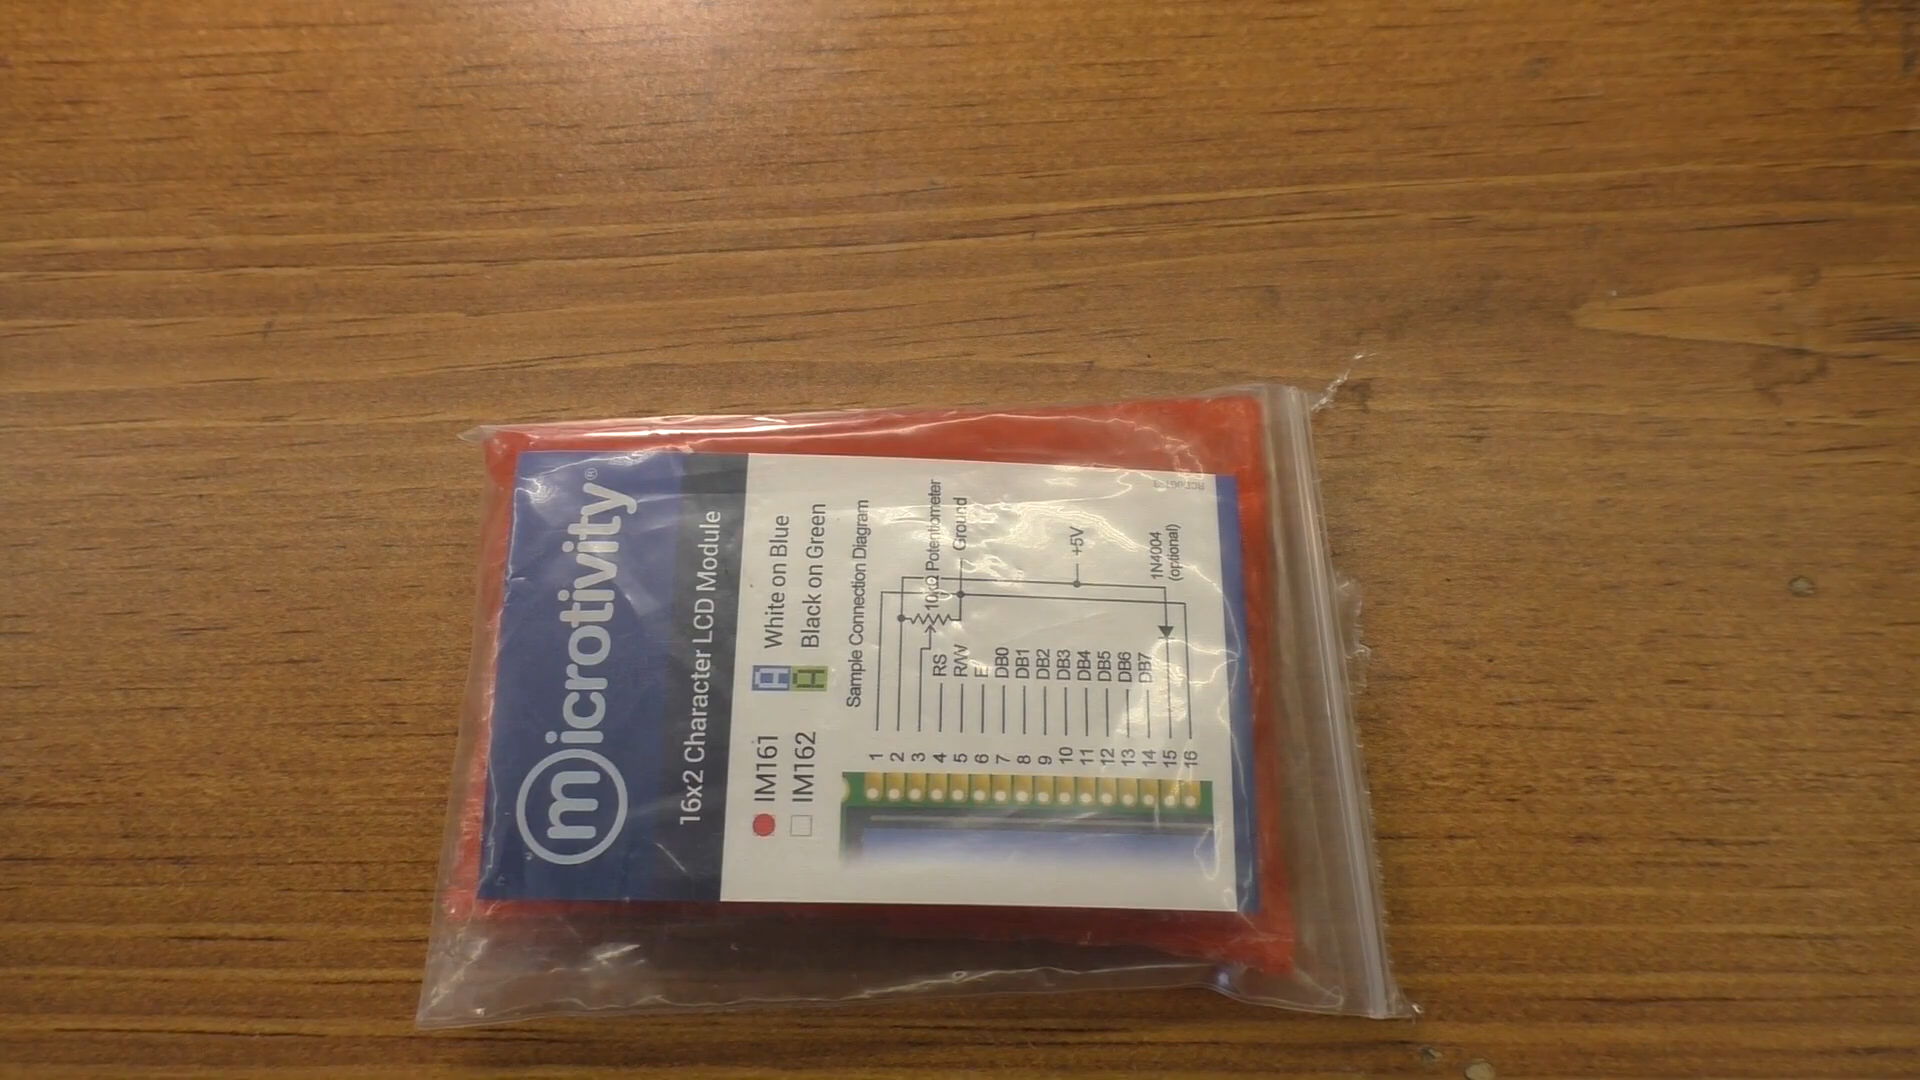 microtivity®
16x2 Character LCD Module
IM161 White on Blue
IM162 Black on Green
Sample Connection Diagram
10kΩ Potentiometer
Ground
+5V
1N4004
(optional)
RS
R/W
E
DB0
DB1
DB2
DB3
DB4
DB5
DB6
DB7
1
2
3
4
5
6
7
8
9
10
11
12
13
14
15
16